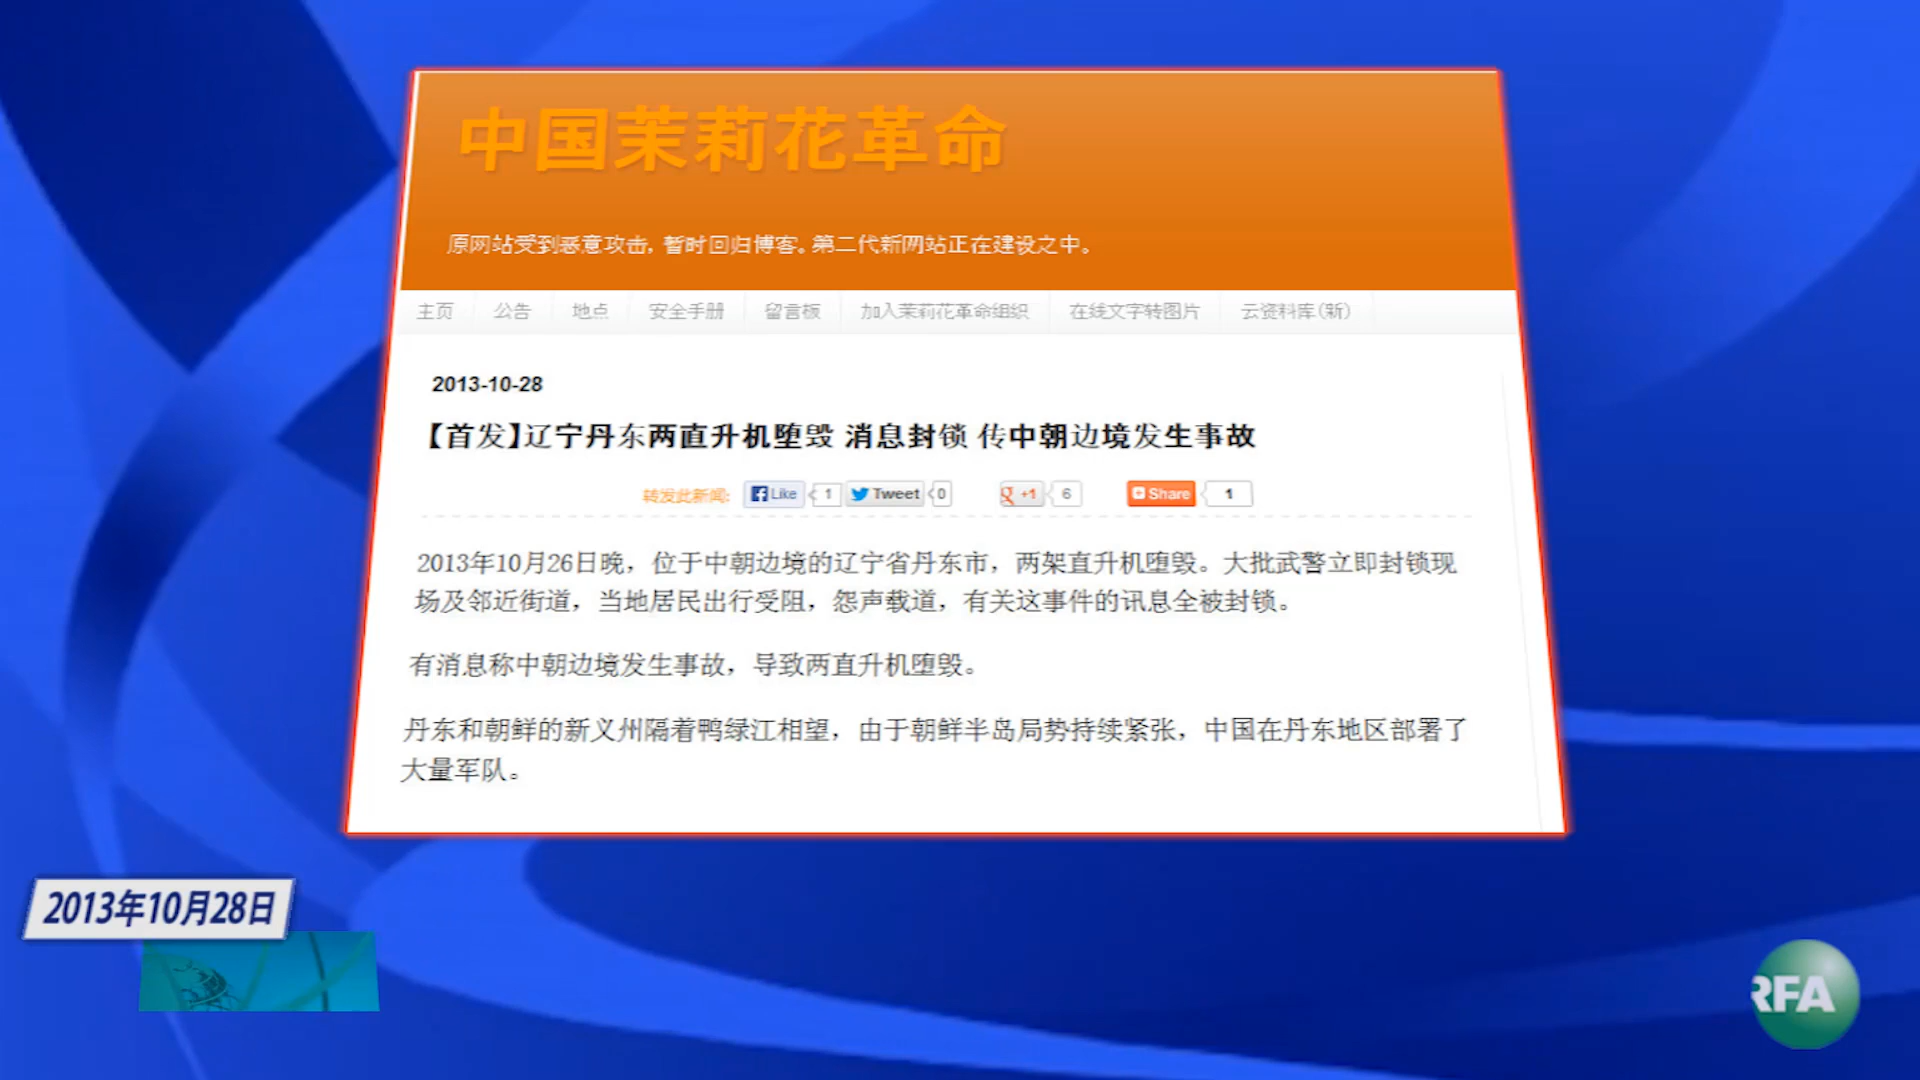 中国茉莉花革命
原网站受到恶意攻击，暂时回归博客。第二代新网站正在建设之中。
主页 公告 地点 安全手册 留言板 加入茉莉花革命组织 在线文字转图片 云资料库(新)
2013-10-28
【首发】辽宁丹东两直升机堕毁 消息封锁 传中朝边境发生事故
转发此新闻: Like 1 Tweet 0 +1 6 Share 1
2013年10月26日晚，位于中朝边境的辽宁省丹东市，两架直升机堕毁。大批武警立即封锁现
场及邻近街道，当地居民出行受阻，怨声载道，有关这事件的讯息全被封锁。
有消息称中朝边境发生事故，导致两直升机堕毁。
丹东和朝鲜的新义州隔着鸭绿江相望，由于朝鲜半岛局势持续紧张，中国在丹东地区部署了
大量军队。
2013年10月28日
RFA